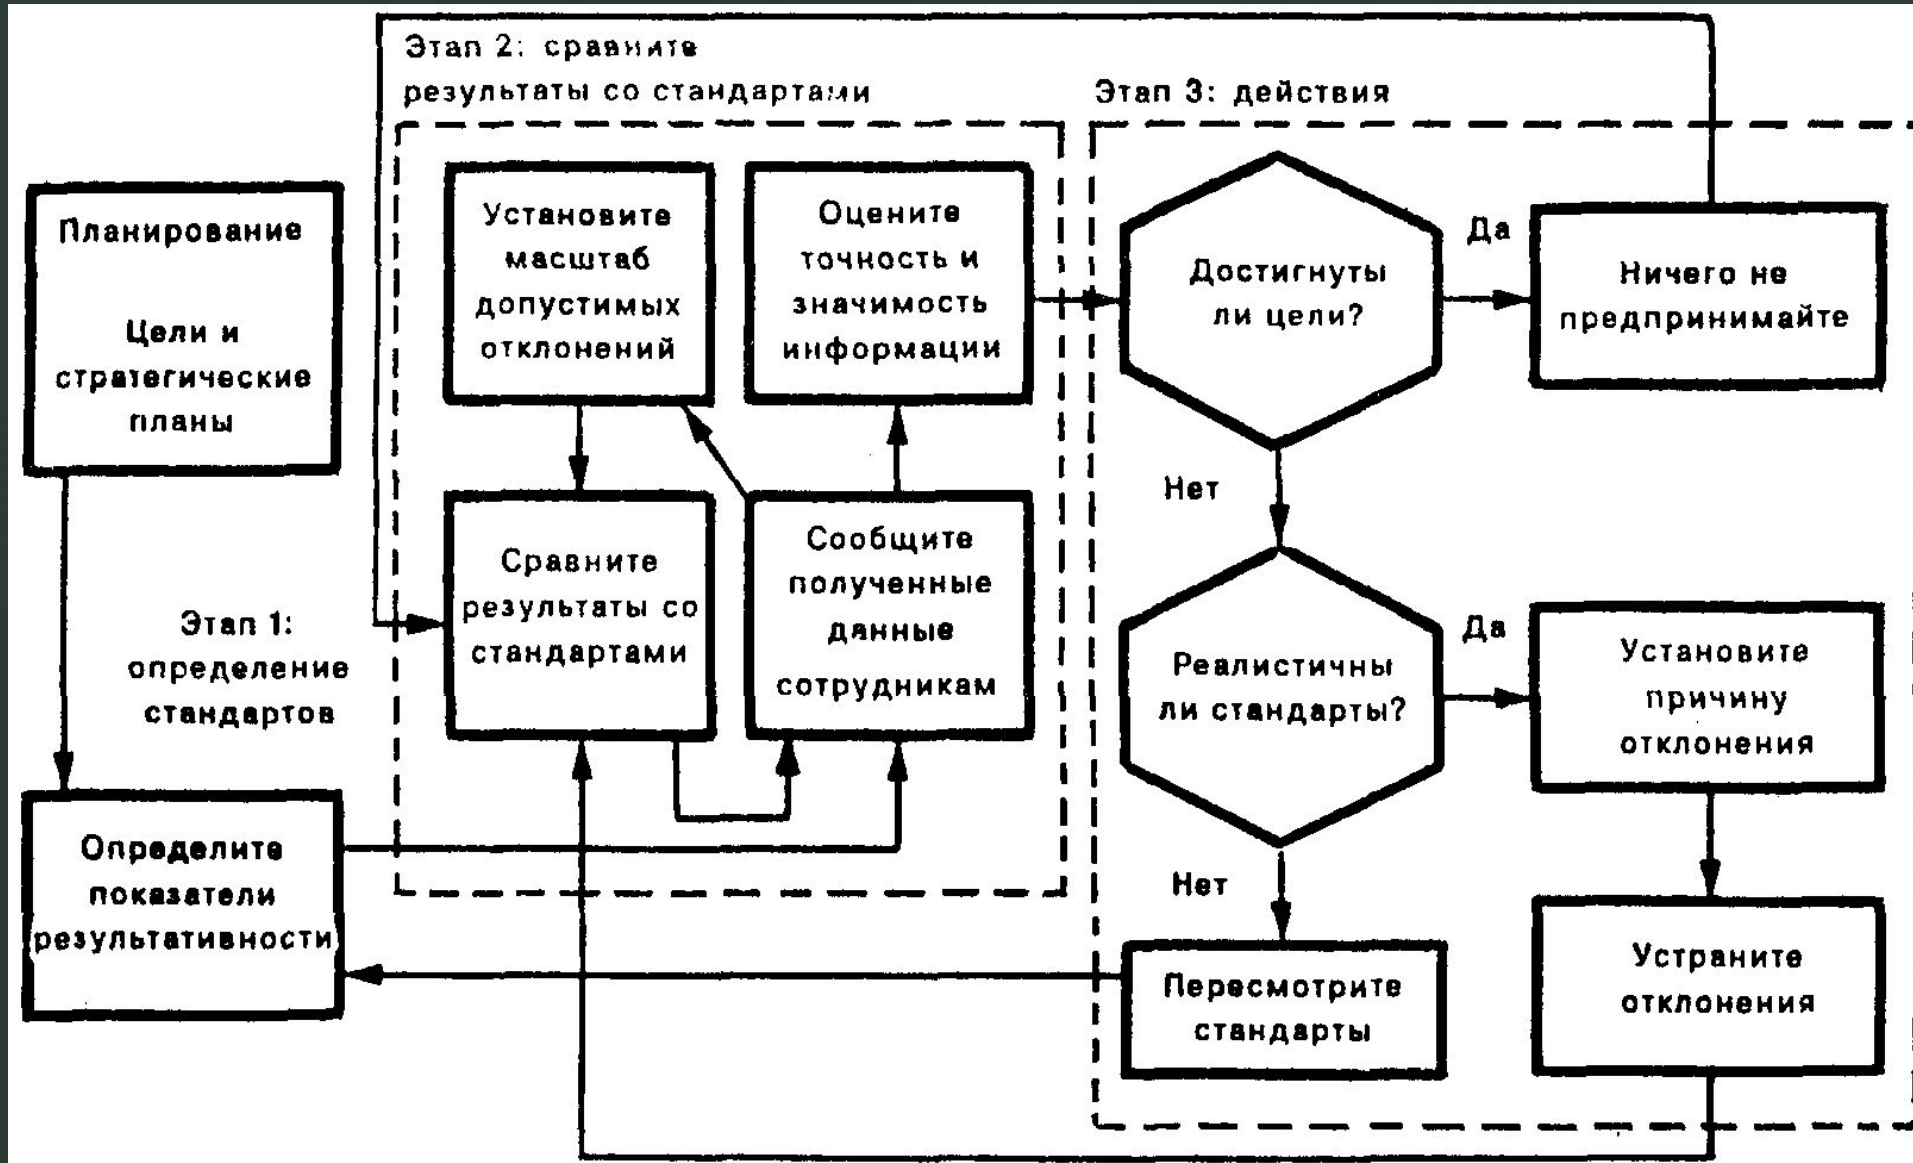 Этап 2: сравните
результаты со стандартами
Этап 3: действия
Планирование
Цели и
стратегические
планы
Установите
масштаб
допустимых
отклонений
Оцените
точность и
значимость
информации
Достигнуты
ли цели?
Да
Ничего не
предпринимайте
Нет
Этап 1:
определение
стандартов
Сравните
результаты со
стандартами
Сообщите
полученные
данные
сотрудникам
Реалистичны
ли стандарты?
Да
Установите
причину
отклонения
Нет
Определите
показатели
результативности
Пересмотрите
стандарты
Устраните
отклонения